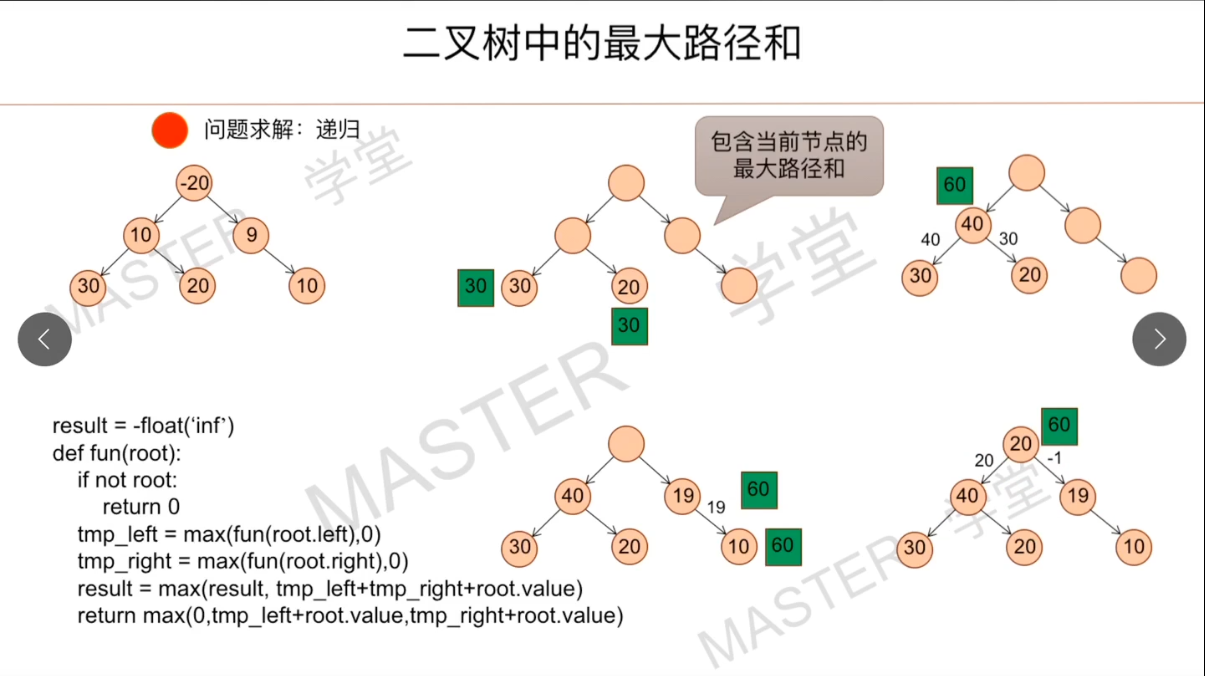 二叉树中的最大路径和
问题求解：递归
-20
10
9
30
20
10
包含当前节点的
最大路径和
30
30
20
30
60
40
40
30
30
20
result = -float(‘inf’)
def fun(root):
if not root:
return 0
tmp_left = max(fun(root.left),0)
tmp_right = max(fun(root.right),0)
result = max(result, tmp_left+tmp_right+root.value)
return max(0,tmp_left+root.value,tmp_right+root.value)
40
19
60
19
30
20
10
60
20
60
20
-1
40
19
30
20
10
MASTER 学堂
MASTER 学堂
MASTER 学堂